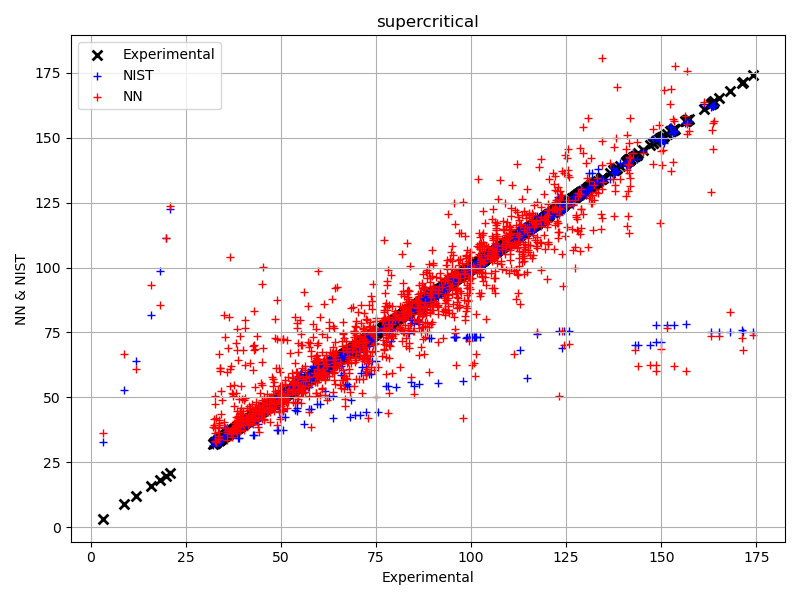 supercritical
Experimental
NIST
NN
NN & NIST
175
150
125
100
75
50
25
0
0 25 50 75 100 125 150 175
Experimental